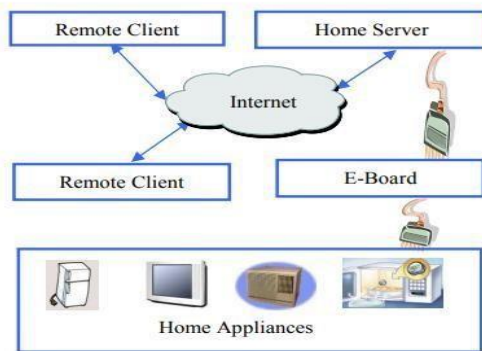 Remote Client
Home Server
Internet
Remote Client
E-Board
Home Appliances